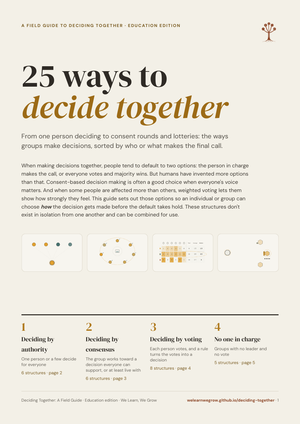 A FIELD GUIDE TO DECIDING TOGETHER · EDUCATION EDITION
25 ways to
decide together
From one person deciding to consent rounds and lotteries: the ways
groups make decisions, sorted by who or what makes the final call.
When making decisions together, people tend to default to two options: the person in charge
makes the call, or everyone votes and majority wins. But humans have invented more options
than that. Consent-based decision making is often a good choice when everyone's voice
matters. And when some people are affected more than others, weighted voting lets them
show how strongly they feel. This guide sets out those options so an individual or group can
choose how the decision gets made before the default takes hold. These structures don't
exist in isolation from one another and can be combined for use.
1
Deciding by
authority
One person or a few decide
for everyone
6 structures · page 2
2
Deciding by
consensus
The group works toward a
decision everyone can
support, or at least live with
6 structures · page 3
3
Deciding by voting
Each person votes, and a rule
turns the votes into a
decision
8 structures · page 4
4
No one in charge
Groups with no leader and
no vote
5 structures · page 5
Deciding Together: A Field Guide · Education edition · We Learn, We Grow
welearnwegrow.github.io/deciding-together · 1